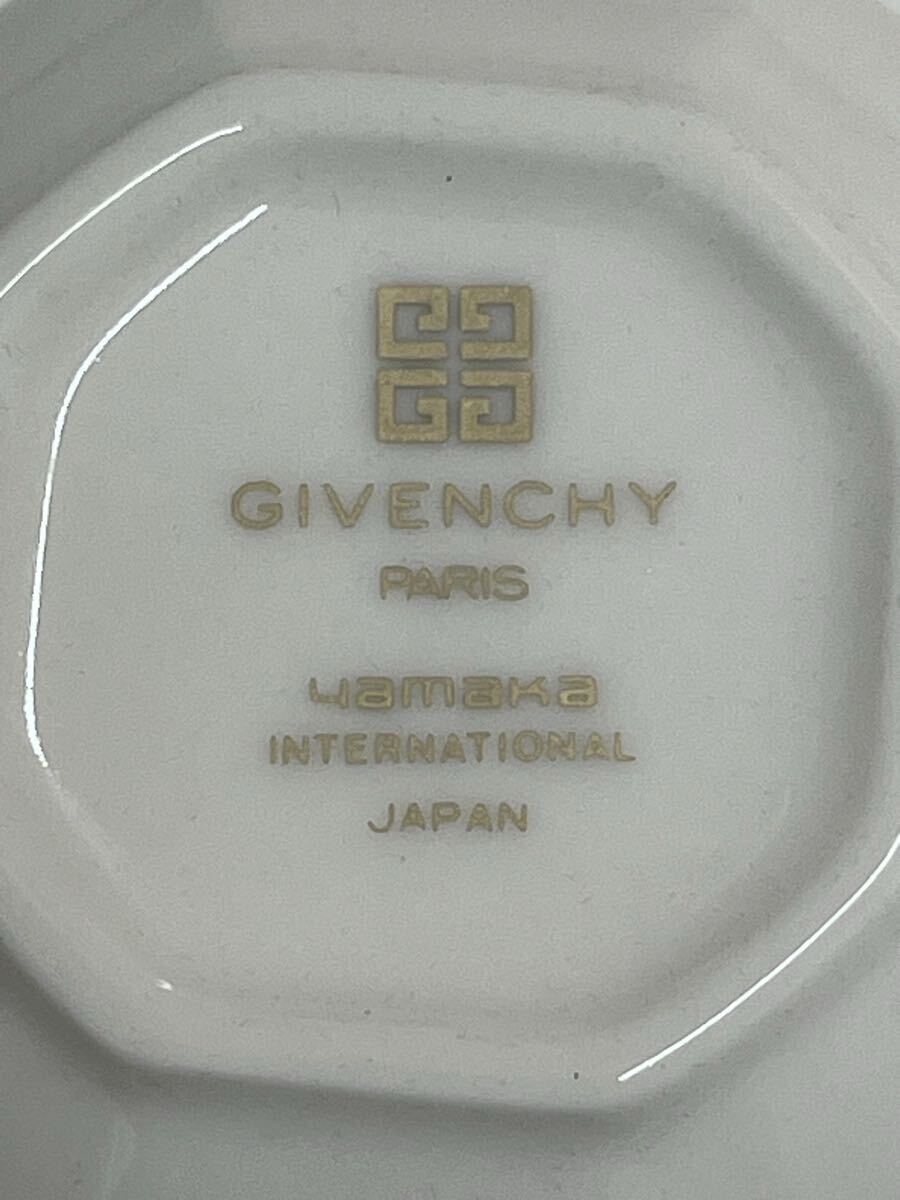 GIVENCHY
PARIS
yamaka
INTERNATIONAL
JAPAN